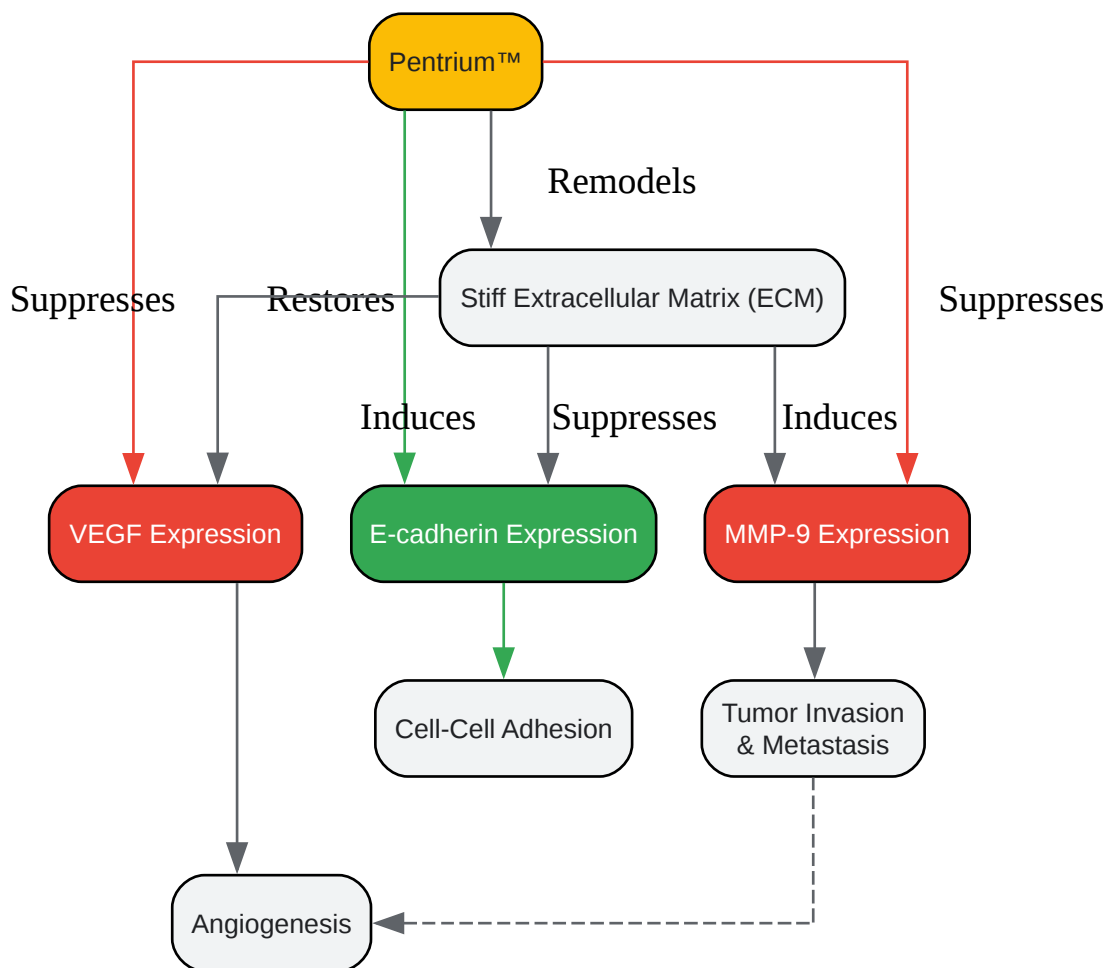 Pentrium™
Remodels
Suppresses
Restores
Stiff Extracellular Matrix (ECM)
Suppresses
Induces
Suppresses
Induces
VEGF Expression
E-cadherin Expression
MMP-9 Expression
Cell-Cell Adhesion
Tumor Invasion
& Metastasis
Angiogenesis